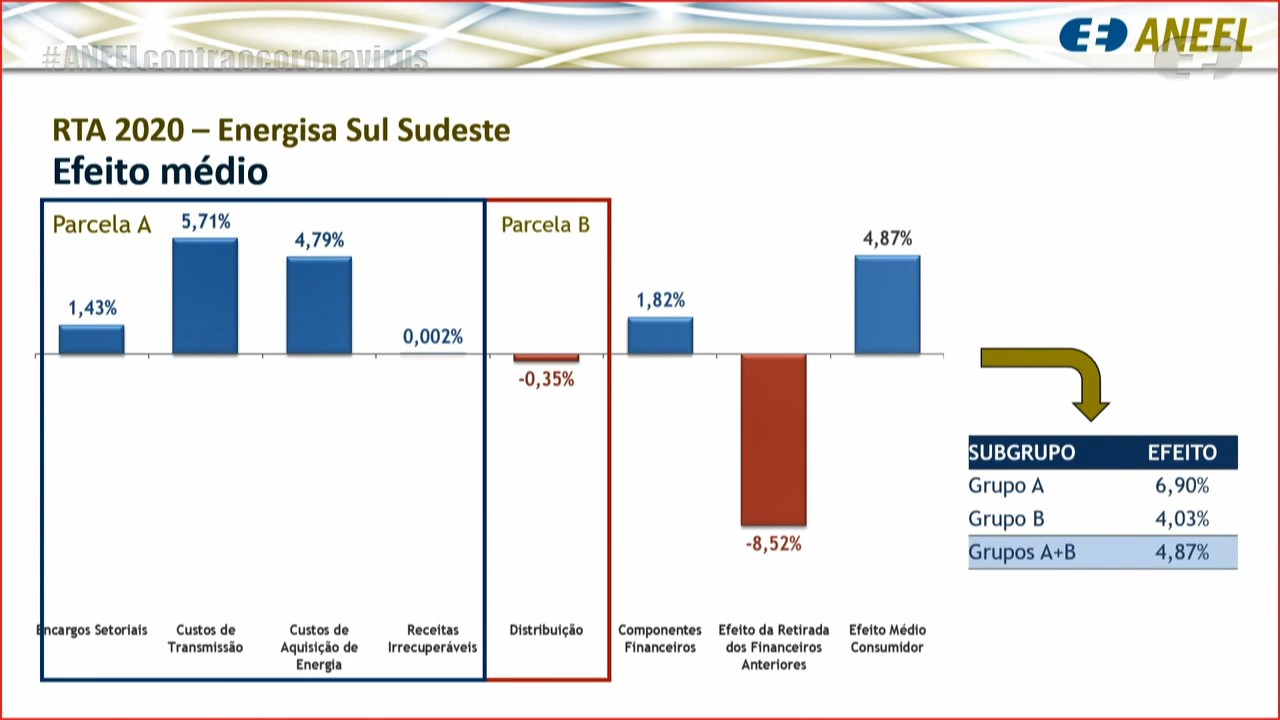 #ANEELcontraocoronavirus
ANEEL
RTA 2020 – Energisa Sul Sudeste
Efeito médio
Parcela A
5,71%
4,79%
1,43%
0,002%
Parcela B
-0,35%
1,82%
-8,52%
4,87%
SUBGRUPO EFEITO
Grupo A 6,90%
Grupo B 4,03%
Grupos A+B 4,87%
Encargos Setoriais
Custos de
Transmissão
Custos de
Aquisição de
Energia
Receitas
Irrecuperáveis
Distribuição
Componentes
Financeiros
Efeito da Retirada
dos Financeiros
Anteriores
Efeito Médio
Consumidor